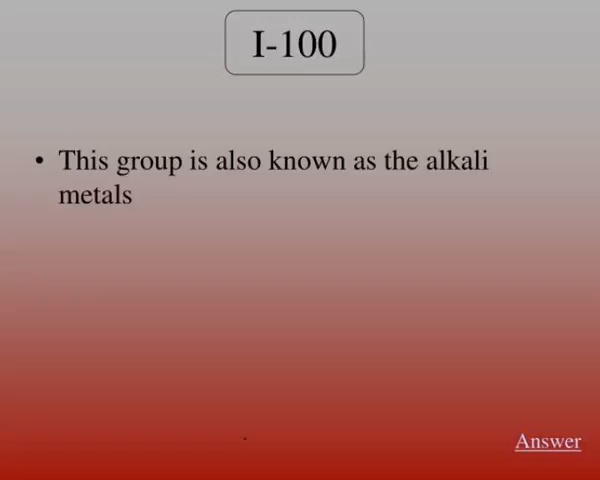 I-100
• This group is also known as the alkali
metals
Answer